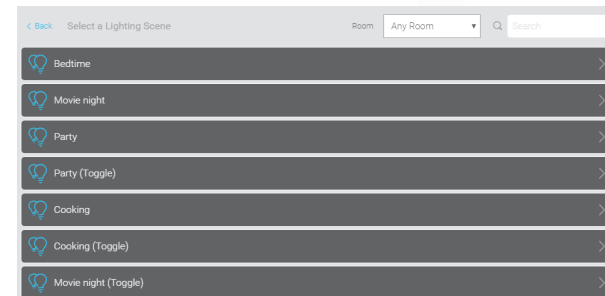 < Back Select a Lighting Scene Room Any Room Search
Bedtime
Movie night
Party
Party (Toggle)
Cooking
Cooking (Toggle)
Movie night (Toggle)